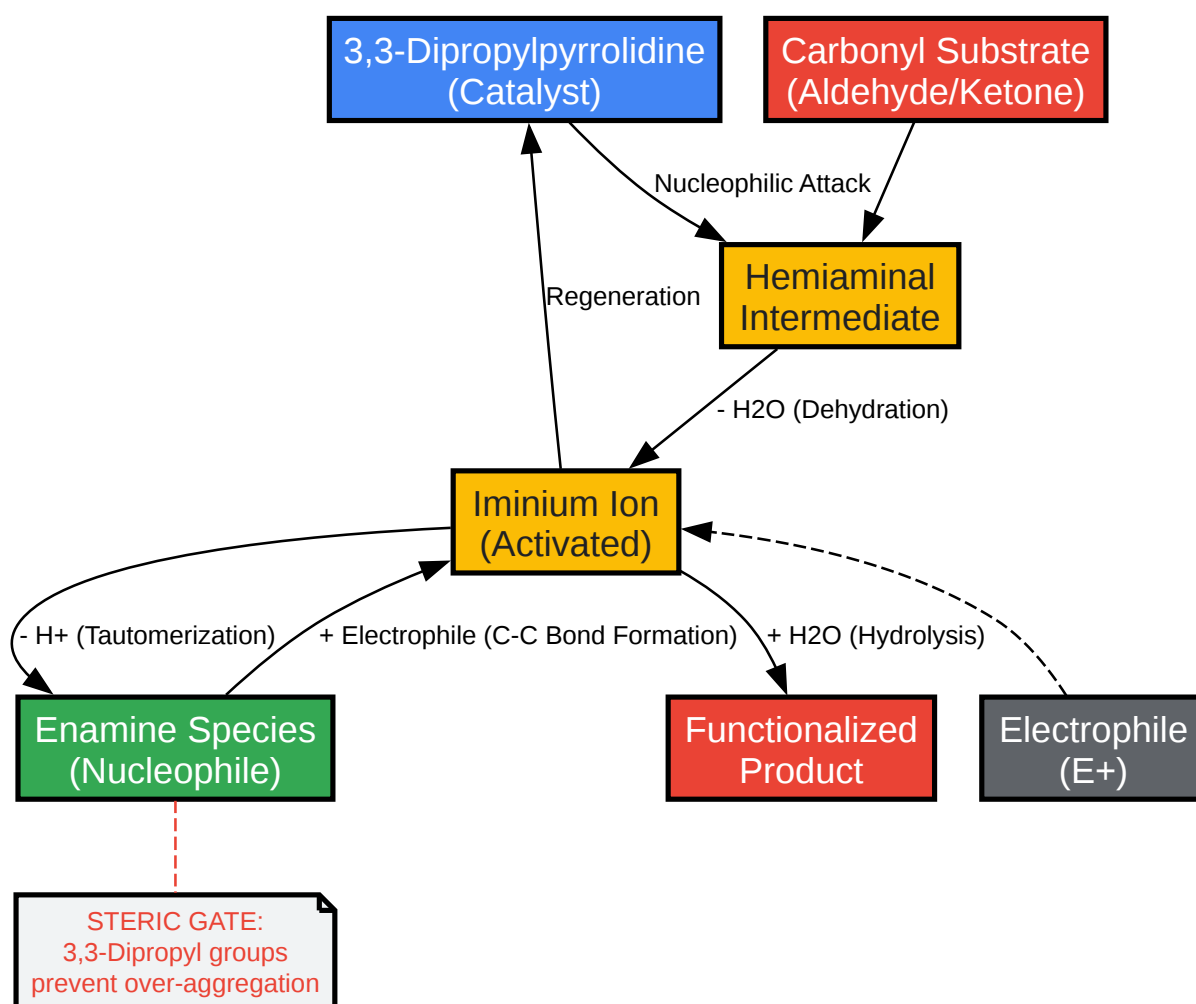 3,3-Dipropylpyrrolidine
(Catalyst)
Carbonyl Substrate
(Aldehyde/Ketone)
Nucleophilic Attack
Hemiaminal
Intermediate
Regeneration
- H2O (Dehydration)
Iminium Ion
(Activated)
- H+ (Tautomerization)
+ Electrophile (C-C Bond Formation)
+ H2O (Hydrolysis)
Enamine Species
(Nucleophile)
Functionalized
Product
Electrophile
(E+)
STERIC GATE:
3,3-Dipropyl groups
prevent over-aggregation